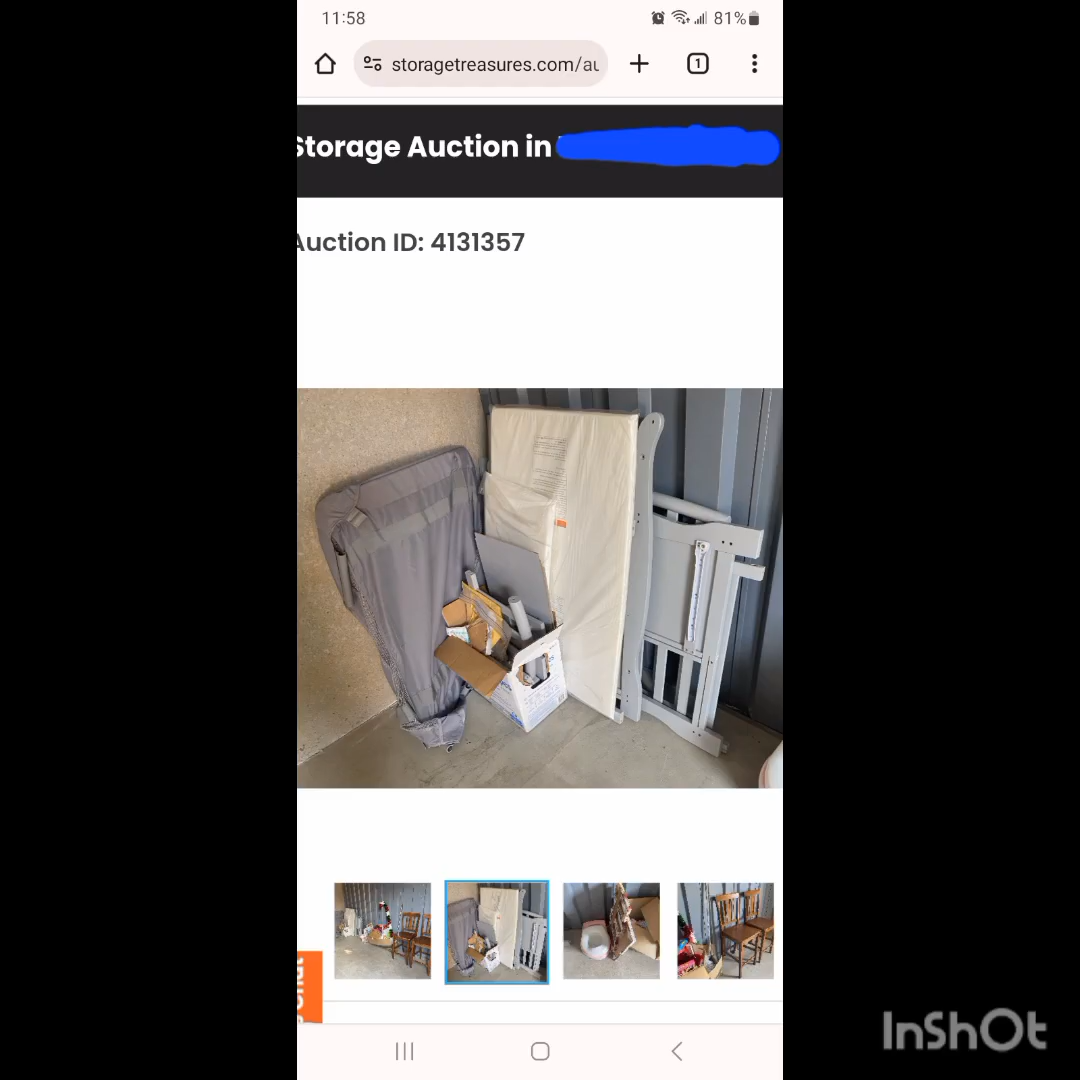 11:58
81%
storagetreasures.com/au
1
Storage Auction in
Auction ID: 4131357
InShOt